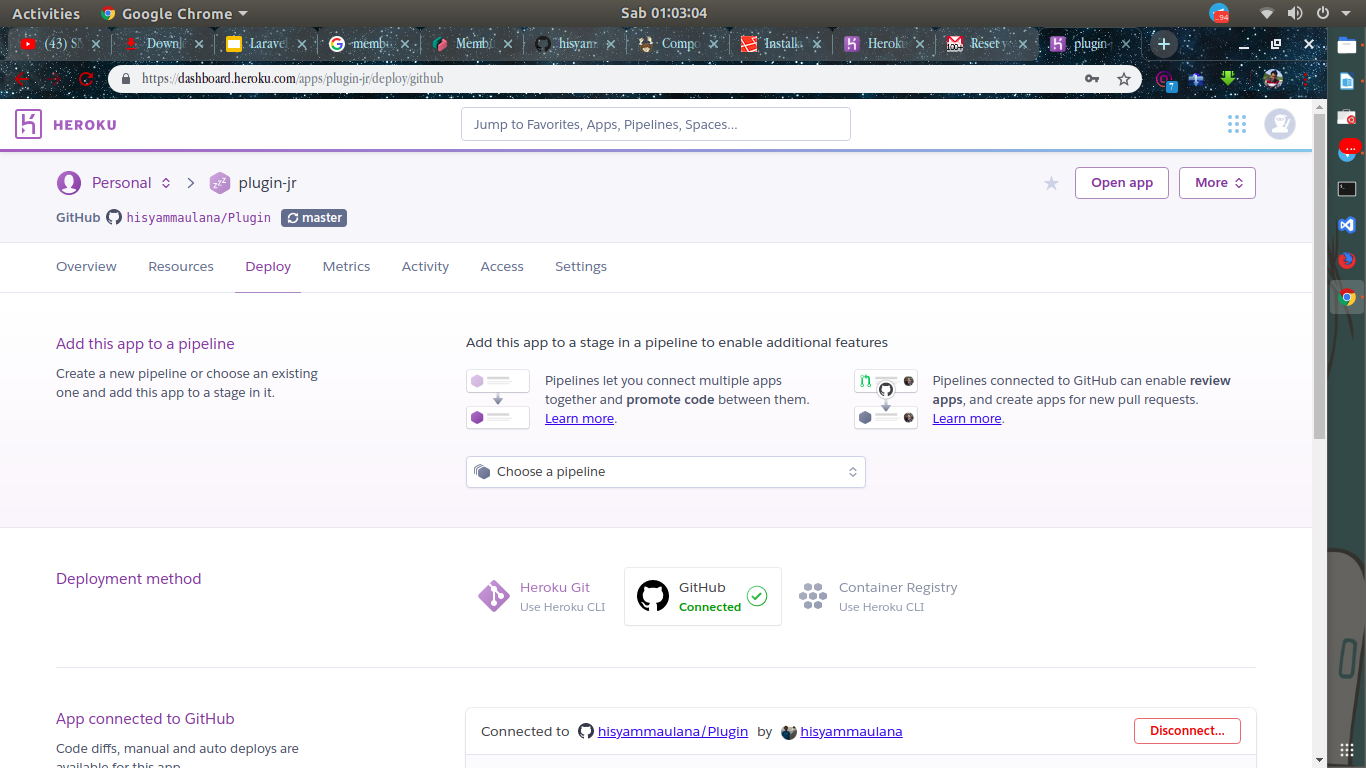 Activities
Google Chrome
Sab 01:03:04
94
(43) S
Downl
Larave
memb
Memb
hisyam
Compo
Install
Herok
100+
Reset
plugin
https://dashboard.heroku.com/apps/plugin-jr/deploy/github
7
HEROKU
Jump to Favorites, Apps, Pipelines, Spaces...
Personal
plugin-jr
Open app
More
GitHub
hisyammaulana/Plugin
master
Overview
Resources
Deploy
Metrics
Activity
Access
Settings
Add this app to a pipeline
Create a new pipeline or choose an existing
one and add this app to a stage in it.
Add this app to a stage in a pipeline to enable additional features
Pipelines let you connect multiple apps
together and promote code between them.
Learn more.
Pipelines connected to GitHub can enable review
apps, and create apps for new pull requests.
Learn more.
Choose a pipeline
Deployment method
Heroku Git
Use Heroku CLI
GitHub
Connected
Container Registry
Use Heroku CLI
App connected to GitHub
Code diffs, manual and auto deploys are
available for this app.
Connected to hisyammaulana/Plugin by hisyammaulana
Disconnect...